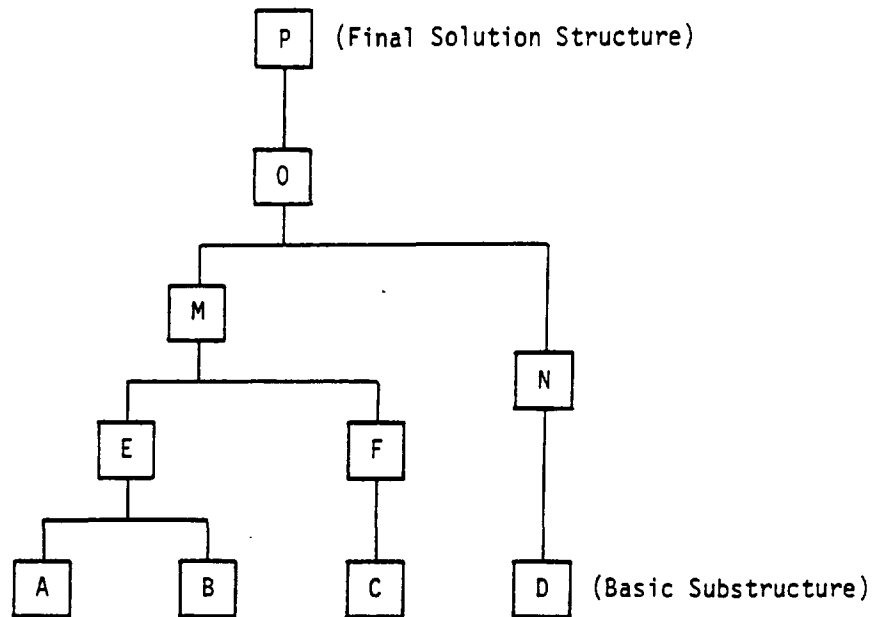 P (Final Solution Structure)
O
M
N
E F
A B C D (Basic Substructure)